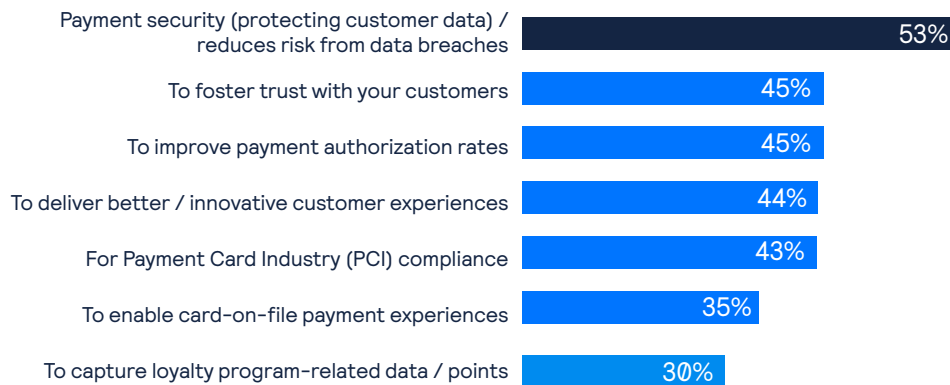 Payment security (protecting customer data) /
reduces risk from data breaches
53%
To foster trust with your customers
45%
To improve payment authorization rates
45%
To deliver better / innovative customer experiences
44%
For Payment Card Industry (PCI) compliance
43%
To enable card-on-file payment experiences
35%
To capture loyalty program-related data / points
30%